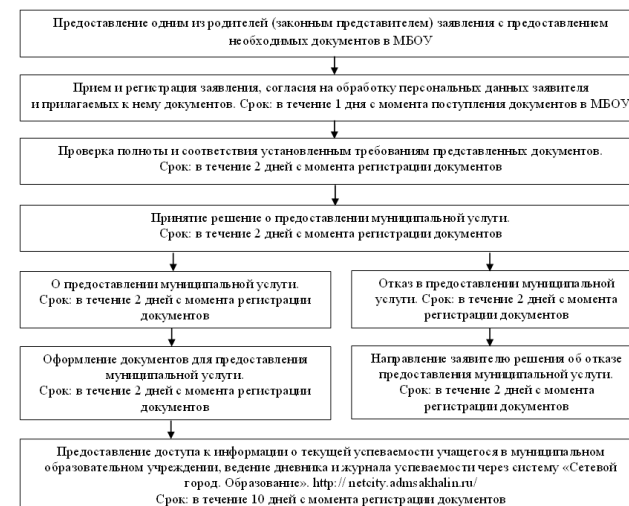 Предоставление одним из родителей (законным представителем) заявления с предоставлением
необходимых документов в МБОУ
Прием и регистрация заявления, согласия на обработку персональных данных заявителя
и прилагаемых к нему документов. Срок: в течение 1 дня с момента поступления документов в МБОУ
Проверка полноты и соответствия установленным требованиям представленных документов.
Срок: в течение 2 дней с момента регистрации документов
Принятие решение о предоставлении муниципальной услуги.
Срок: в течение 2 дней с момента регистрации документов
О предоставлении муниципальной услуги.
Срок: в течение 2 дней с момента регистрации
документов
Отказ в предоставлении муниципальной
услуги. Срок: в течение 2 дней с момента
регистрации документов
Оформление документов для предоставления
муниципальной услуги.
Срок: в течение 2 дней с момента регистрации
документов
Направление заявителю решения об отказе
предоставления муниципальной услуги.
Срок: в течение 2 дней с момента
регистрации документов
Предоставление доступа к информации о текущей успеваемости учащегося в муниципальном
образовательном учреждении, ведение дневника и журнала успеваемости через систему «Сетевой
город. Образование». http:// netcity.admsakhalin.ru/
Срок: в течение 10 дней с момента регистрации документов